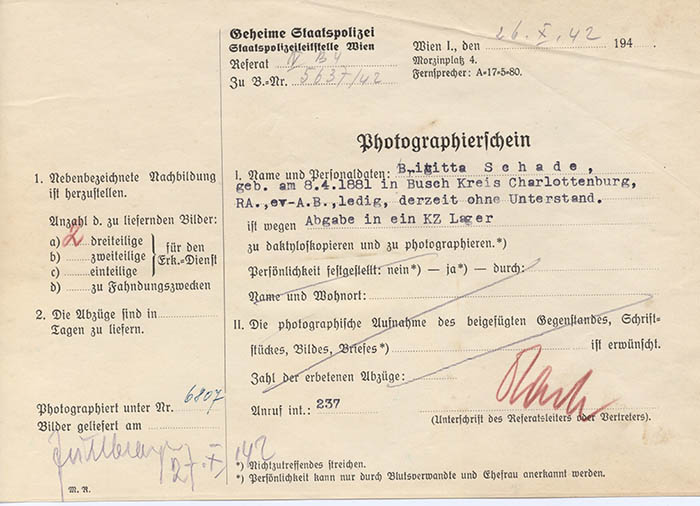 Geheime Staatspolizei
Staatspolizeileitstelle Wien
Referat IV B4
Zu B.-Nr. 5637/42
Wien I., den 26. X. 42 194
Morzinplatz 4.
Fernsprecher: A=17=5=80.
Photographierschein
1. Nebenbezeichnete Nachbildung
ist herzustellen.
Anzahl d. zu liefernden Bilder:
a) 2 dreiteilige
b) zweiteilige
c) einteilige
für den
Erk.=Dienst
d) zu Fahndungszwecken
2. Die Abzüge sind in
Tagen zu liefern.
Photographiert unter Nr. 6807
Bilder geliefert am
27. X. 42
M. R.
I. Name und Personaldaten: Brigitta Schade,
geb. am 8.4.1881 in Busch Kreis Charlottenburg,
RA.,ev-A.B.,ledig, derzeit ohne Unterstand.
ist wegen Abgabe in ein KZ Lager
zu daktyloskopieren und zu photographieren.*)
Persönlichkeit festgestellt: nein*) — ja*) — durch:
Name und Wohnort:
II. Die photographische Aufnahme des beigefügten Gegenstandes, Schrift=
stückes, Bildes, Briefes*) ist erwünscht.
Zahl der erbetenen Abzüge:
Anruf int.: 237
(Unterschrift des Referatsleiters oder Vertreters).
*) Nichtzutreffendes streichen.
*) Persönlichkeit kann nur durch Blutsverwandte und Ehefrau anerkannt werden.